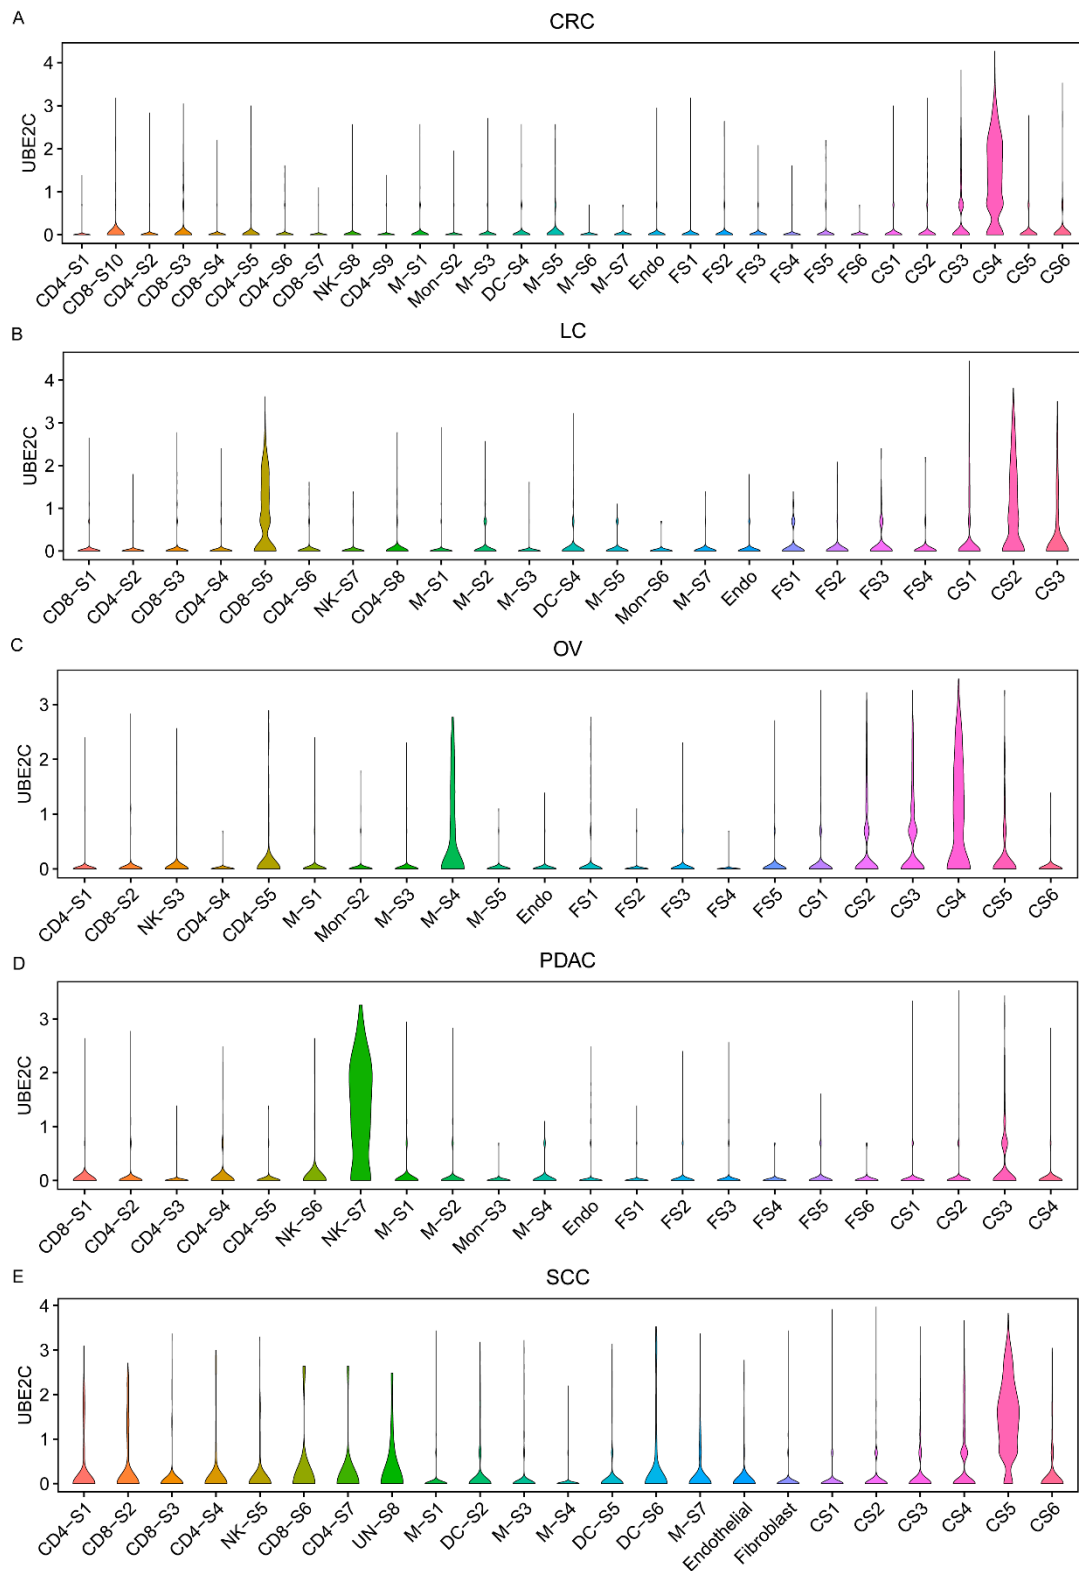 A
CRC
UBE2C
4
3
2
1
0
CD4-S1 CD8-S10 CD4-S2 CD8-S3 CD8-S4 CD4-S5 CD4-S6 CD8-S7 NK-S8 CD4-S9 M-S1 Mon-S2 M-S3 DC-S4 M-S5 M-S6 M-S7 Endo FS1 FS2 FS3 FS4 FS5 FS6 CS1 CS2 CS3 CS4 CS5 CS6
B
LC
UBE2C
4
3
2
1
0
CD8-S1 CD4-S2 CD8-S3 CD4-S4 CD8-S5 CD4-S6 NK-S7 CD4-S8 M-S1 M-S2 M-S3 DC-S4 M-S5 Mon-S6 M-S7 Endo FS1 FS2 FS3 FS4 CS1 CS2 CS3
C
OV
UBE2C
3
2
1
0
CD4-S1 CD8-S2 NK-S3 CD4-S4 CD4-S5 M-S1 Mon-S2 M-S3 M-S4 M-S5 Endo FS1 FS2 FS3 FS4 FS5 CS1 CS2 CS3 CS4 CS5 CS6
D
PDAC
UBE2C
3
2
1
0
CD8-S1 CD4-S2 CD4-S3 CD4-S4 CD4-S5 NK-S6 NK-S7 M-S1 M-S2 Mon-S3 M-S4 Endo FS1 FS2 FS3 FS4 FS5 FS6 CS1 CS2 CS3 CS4
E
SCC
UBE2C
4
3
2
1
0
CD4-S1 CD8-S2 CD8-S3 CD4-S4 NK-S5 CD8-S6 CD4-S7 UN-S8 M-S1 DC-S2 M-S3 M-S4 DC-S5 DC-S6 M-S7 Endothelial Fibroblast CS1 CS2 CS3 CS4 CS5 CS6